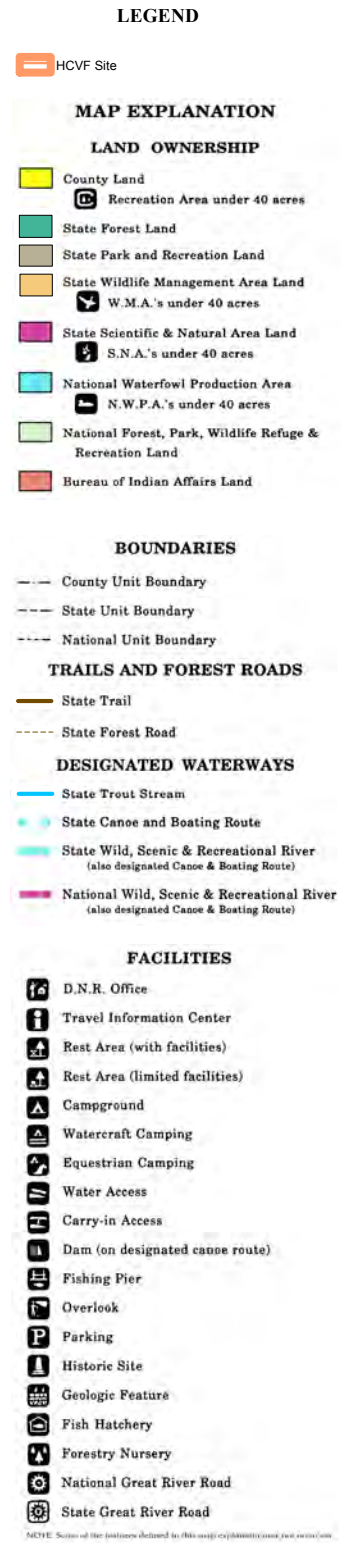 LEGEND
HCVF Site
MAP EXPLANATION
LAND OWNERSHIP
County Land
Recreation Area under 40 acres
State Forest Land
State Park and Recreation Land
State Wildlife Management Area Land
W.M.A.'s under 40 acres
State Scientific & Natural Area Land
S.N.A.'s under 40 acres
National Waterfowl Production Area
N.W.P.A.'s under 40 acres
National Forest, Park, Wildlife Refuge &
Recreation Land
Bureau of Indian Affairs Land
BOUNDARIES
County Unit Boundary
State Unit Boundary
National Unit Boundary
TRAILS AND FOREST ROADS
State Trail
State Forest Road
DESIGNATED WATERWAYS
State Trout Stream
State Canoe and Boating Route
State Wild, Scenic & Recreational River
(also designated Canoe & Boating Route)
National Wild, Scenic & Recreational River
(also designated Canoe & Boating Route)
FACILITIES
D.N.R. Office
Travel Information Center
Rest Area (with facilities)
Rest Area (limited facilities)
Campground
Watercraft Camping
Equestrian Camping
Water Access
Carry-in Access
Dam (on designated canoe route)
Fishing Pier
Overlook
P Parking
Historic Site
Geologic Feature
Fish Hatchery
Forestry Nursery
National Great River Road
State Great River Road
NOTE: Some of the features defined in this map explanation may not